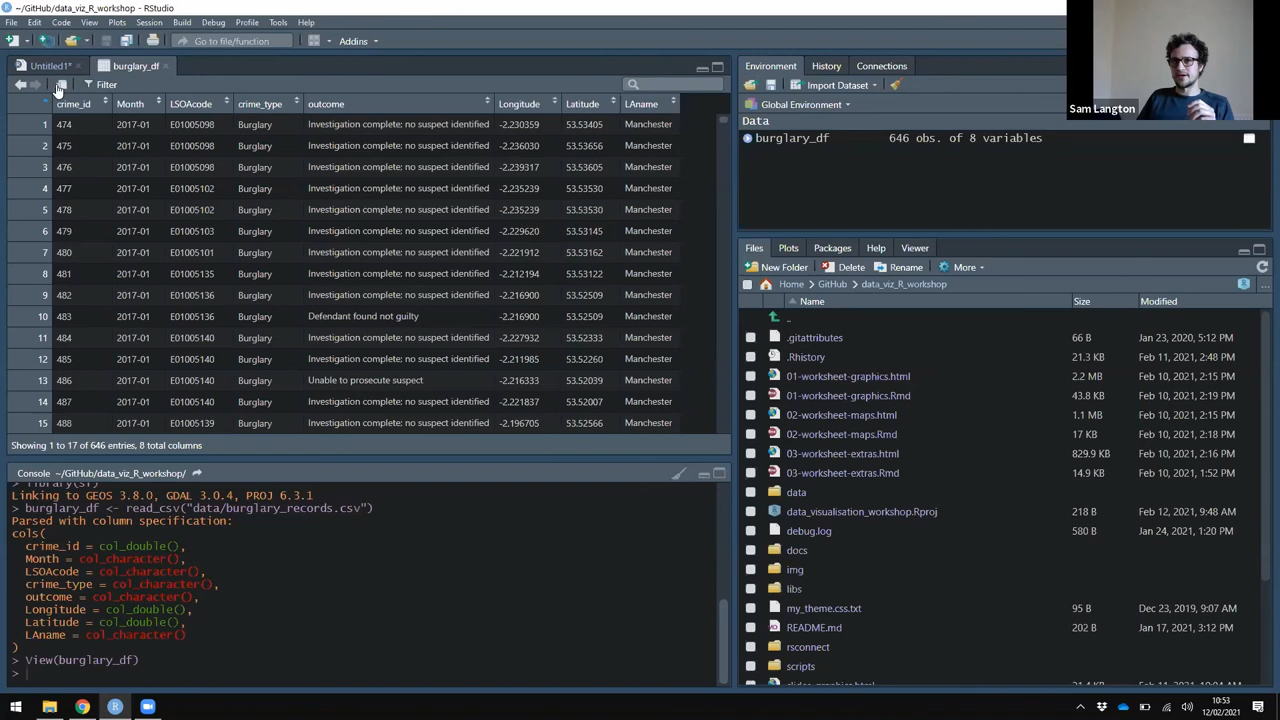 ~/GitHub/data_viz_R_workshop - RStudio
File Edit Code View Plots Session Build Debug Profile Tools Help
Go to file/function Addins
Untitled1* burglary_df
Filter
crime_id Month LSOAcode crime_type outcome Longitude Latitude LAname
1 474 2017-01 E01005098 Burglary Investigation complete; no suspect identified -2.230359 53.53405 Manchester
2 475 2017-01 E01005098 Burglary Investigation complete; no suspect identified -2.236030 53.53656 Manchester
3 476 2017-01 E01005098 Burglary Investigation complete; no suspect identified -2.239317 53.53605 Manchester
4 477 2017-01 E01005102 Burglary Investigation complete; no suspect identified -2.235239 53.53530 Manchester
5 478 2017-01 E01005102 Burglary Investigation complete; no suspect identified -2.235239 53.53530 Manchester
6 479 2017-01 E01005103 Burglary Investigation complete; no suspect identified -2.229620 53.53145 Manchester
7 480 2017-01 E01005101 Burglary Investigation complete; no suspect identified -2.221912 53.53162 Manchester
8 481 2017-01 E01005135 Burglary Investigation complete; no suspect identified -2.212194 53.53122 Manchester
9 482 2017-01 E01005136 Burglary Investigation complete; no suspect identified -2.216900 53.52509 Manchester
10 483 2017-01 E01005136 Burglary Defendant found not guilty -2.216900 53.52509 Manchester
11 484 2017-01 E01005140 Burglary Investigation complete; no suspect identified -2.227932 53.52333 Manchester
12 485 2017-01 E01005140 Burglary Investigation complete; no suspect identified -2.211985 53.52260 Manchester
13 486 2017-01 E01005140 Burglary Unable to prosecute suspect -2.216333 53.52039 Manchester
14 487 2017-01 E01005140 Burglary Investigation complete; no suspect identified -2.221837 53.52007 Manchester
15 488 2017-01 E01005139 Burglary Investigation complete; no suspect identified -2.196705 53.52566 Manchester
Showing 1 to 17 of 646 entries, 8 total columns
Console ~/GitHub/data_viz_R_workshop/
> library(sf)
Linking to GEOS 3.8.0, GDAL 3.0.4, PROJ 6.3.1
> burglary_df <- read_csv("data/burglary_records.csv")
Parsed with column specification:
cols(
crime_id = col_double(),
Month = col_character(),
LSOAcode = col_character(),
crime_type = col_character(),
outcome = col_character(),
Longitude = col_double(),
Latitude = col_double(),
LAname = col_character()
)
> View(burglary_df)
>
Sam Langton
Environment History Connections
Import Dataset
Global Environment
Data
burglary_df 646 obs. of 8 variables
Files Plots Packages Help Viewer
New Folder Delete Rename More
Home GitHub data_viz_R_workshop
Name Size Modified
..
.gitattributes 66 B Jan 23, 2020, 5:12 PM
.Rhistory 21.3 KB Feb 11, 2021, 2:48 PM
01-worksheet-graphics.html 2.2 MB Feb 10, 2021, 2:15 PM
01-worksheet-graphics.Rmd 43.8 KB Feb 10, 2021, 2:19 PM
02-worksheet-maps.html 1.1 MB Feb 10, 2021, 2:15 PM
02-worksheet-maps.Rmd 17 KB Feb 10, 2021, 2:18 PM
03-worksheet-extras.html 829.9 KB Feb 10, 2021, 2:16 PM
03-worksheet-extras.Rmd 14.9 KB Feb 10, 2021, 1:52 PM
data
data_visualisation_workshop.Rproj 218 B Feb 12, 2021, 9:48 AM
debug.log 580 B Jan 24, 2021, 1:20 PM
docs
img
libs
my_theme.css.txt 95 B Dec 23, 2019, 9:07 AM
README.md 202 B Jan 17, 2021, 3:12 PM
rsconnect
scripts
slides_graphics.html 21.4 KB Feb 11, 2021, 10:04 AM
10:53
12/02/2021